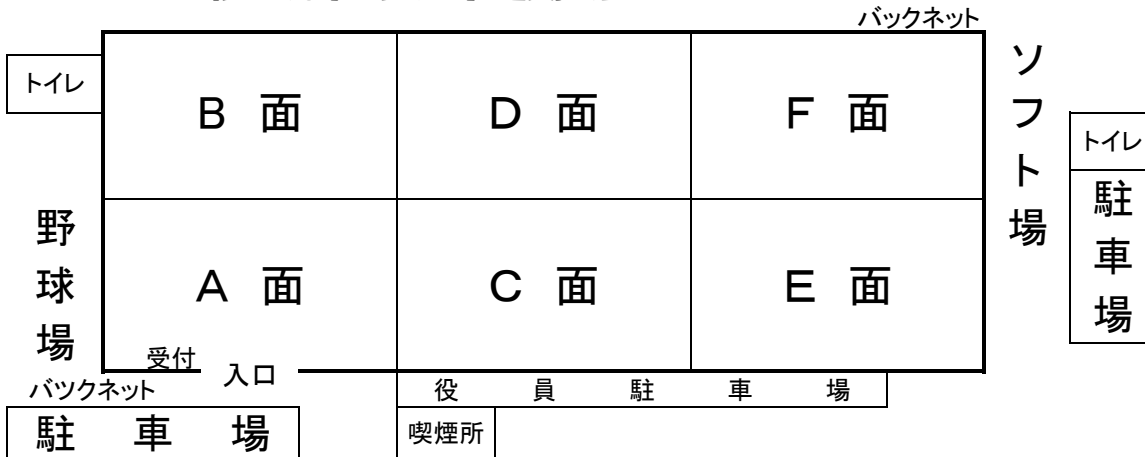 バックネット
トイレ
B 面
D 面
F 面
ソフト場
トイレ
駐車場
野球場
A 面
C 面
E 面
受付
入口
バツクネット
役員駐車場
駐車場
喫煙所